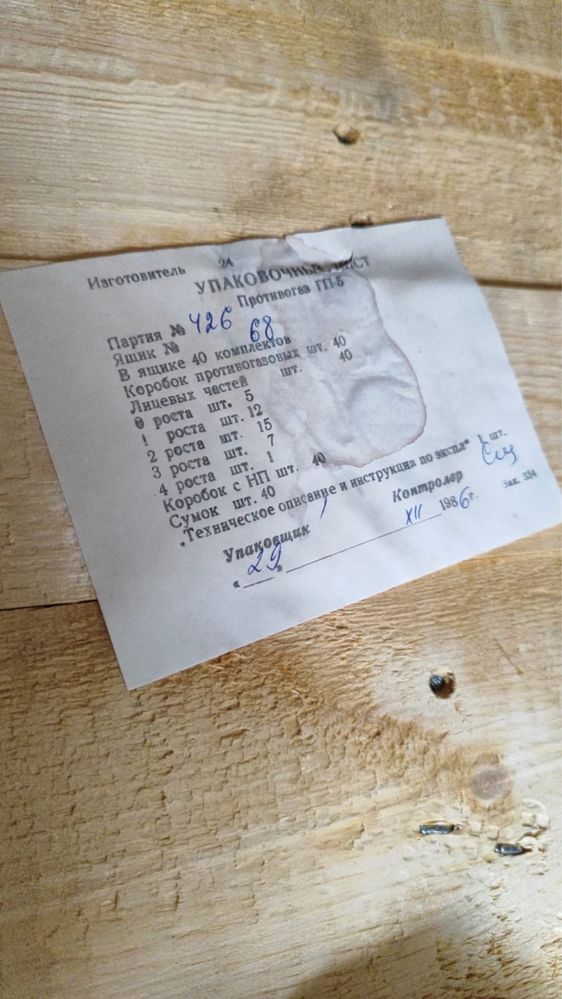 Изготовитель 24
УПАКОВОЧНЫЙ ЛИСТ
Противогаз ГП-5
Партия № 426
Ящик № 68
В ящике 40 комплектов
Коробок противогазовых шт. 40
Лицевых частей шт. 40
0 роста шт. 5
1 роста шт. 12
2 роста шт. 15
3 роста шт. 7
4 роста шт. 1
Коробок с НП шт. 40
Сумок шт. 40
„Техническое описание и инструкция по экспл" 1 шт.
Упаковщик Контролер
« 29 » XII 1986 г. Зак. 334